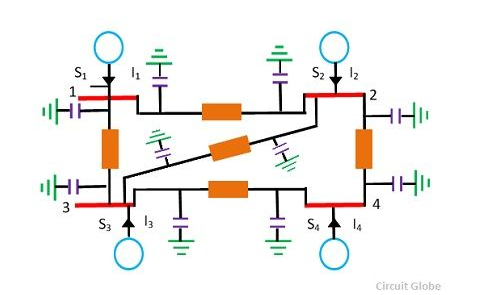 S1 I1
S2 I2
1
2
3
4
S3 I3
S4 I4
Circuit Globe